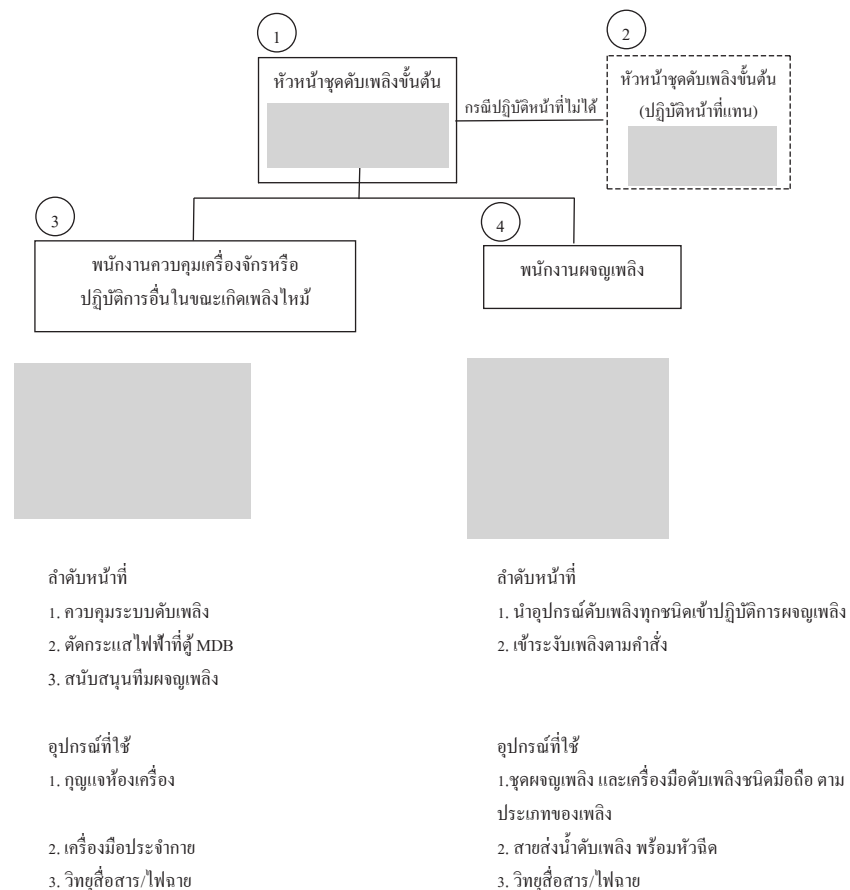 1
2
หัวหน้าชุดดับเพลิงขั้นต้น
หัวหน้าชุดดับเพลิงขั้นต้น
(ปฏิบัติหน้าที่แทน)
กรณีปฏิบัติหน้าที่ไม่ได้
3
4
พนักงานควบคุมเครื่องจักรหรือ
ปฏิบัติการอื่นในขณะเกิดเพลิงไหม้
พนักงานผจญเพลิง
ลำดับหน้าที่
1. ควบคุมระบบดับเพลิง
2. ตัดกระแสไฟฟ้าที่ตู้ MDB
3. สนับสนุนทีมผจญเพลิง
อุปกรณ์ที่ใช้
1. กุญแจห้องเครื่อง
2. เครื่องมือประจำกาย
3. วิทยุสื่อสาร/ไฟฉาย
ลำดับหน้าที่
1. นำอุปกรณ์ดับเพลิงทุกชนิดเข้าปฏิบัติการผจญเพลิง
2. เข้าระงับเพลิงตามคำสั่ง
อุปกรณ์ที่ใช้
1.ชุดผจญเพลิง และเครื่องมือดับเพลิงชนิดมือถือ ตาม
ประเภทของเพลิง
2. สายส่งน้ำดับเพลิง พร้อมหัวฉีด
3. วิทยุสื่อสาร/ไฟฉาย